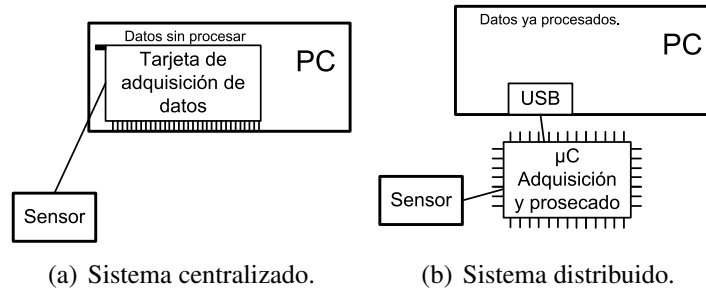 Datos sin procesar
Tarjeta de
adquisición de
datos
PC
Sensor
(a) Sistema centralizado.
Datos ya procesados.
PC
USB
µC
Adquisición
y prosecado
Sensor
(b) Sistema distribuido.